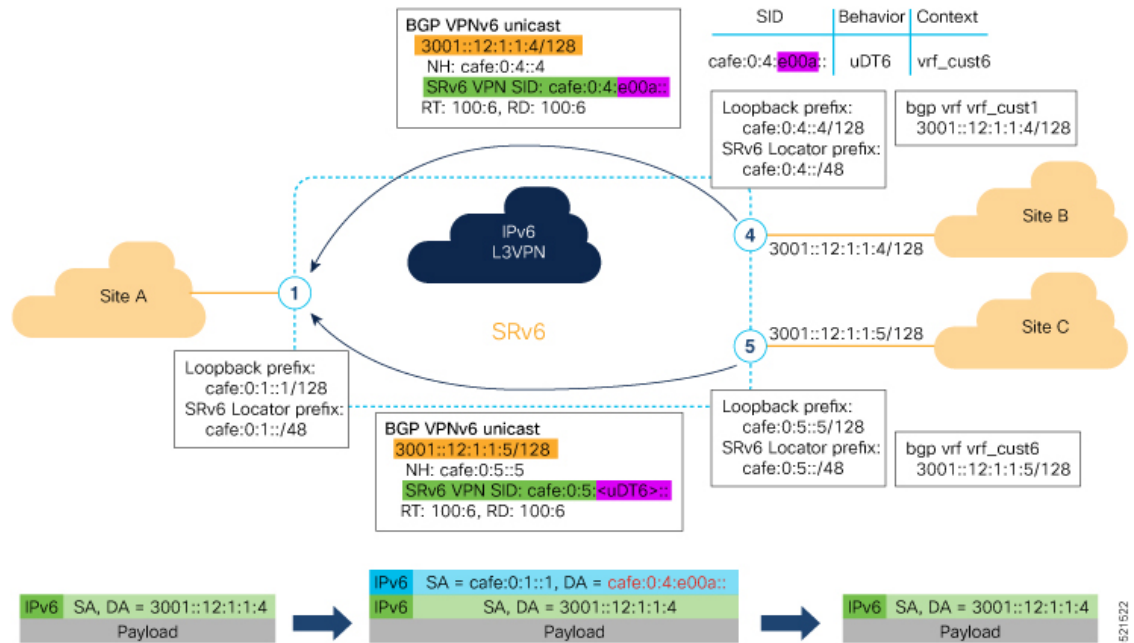 BGP VPNv6 unicast
3001::12:1:1:4/128
NH: cafe:0:4::4
SRv6 VPN SID: cafe:0:4:e00a::
RT: 100:6, RD: 100:6
SID Behavior Context
cafe:0:4:e00a:: uDT6 vrf_cust6
Loopback prefix:
cafe:0:4::4/128
SRv6 Locator prefix:
cafe:0:4::/48
bgp vrf vrf_cust1
3001::12:1:1:4/128
IPv6
L3VPN
4
3001::12:1:1:4/128
Site B
Site A
1
SRv6
5
3001::12:1:1:5/128
Site C
Loopback prefix:
cafe:0:1::1/128
SRv6 Locator prefix:
cafe:0:1::/48
BGP VPNv6 unicast
3001::12:1:1:5/128
NH: cafe:0:5::5
SRv6 VPN SID: cafe:0:5:<uDT6>::
RT: 100:6, RD: 100:6
Loopback prefix:
cafe:0:5::5/128
SRv6 Locator prefix:
cafe:0:5::/48
bgp vrf vrf_cust6
3001::12:1:1:5/128
IPv6 SA, DA = 3001::12:1:1:4
Payload
IPv6 SA = cafe:0:1::1, DA = cafe:0:4:e00a::
IPv6 SA, DA = 3001::12:1:1:4
Payload
IPv6 SA, DA = 3001::12:1:1:4
Payload
521522